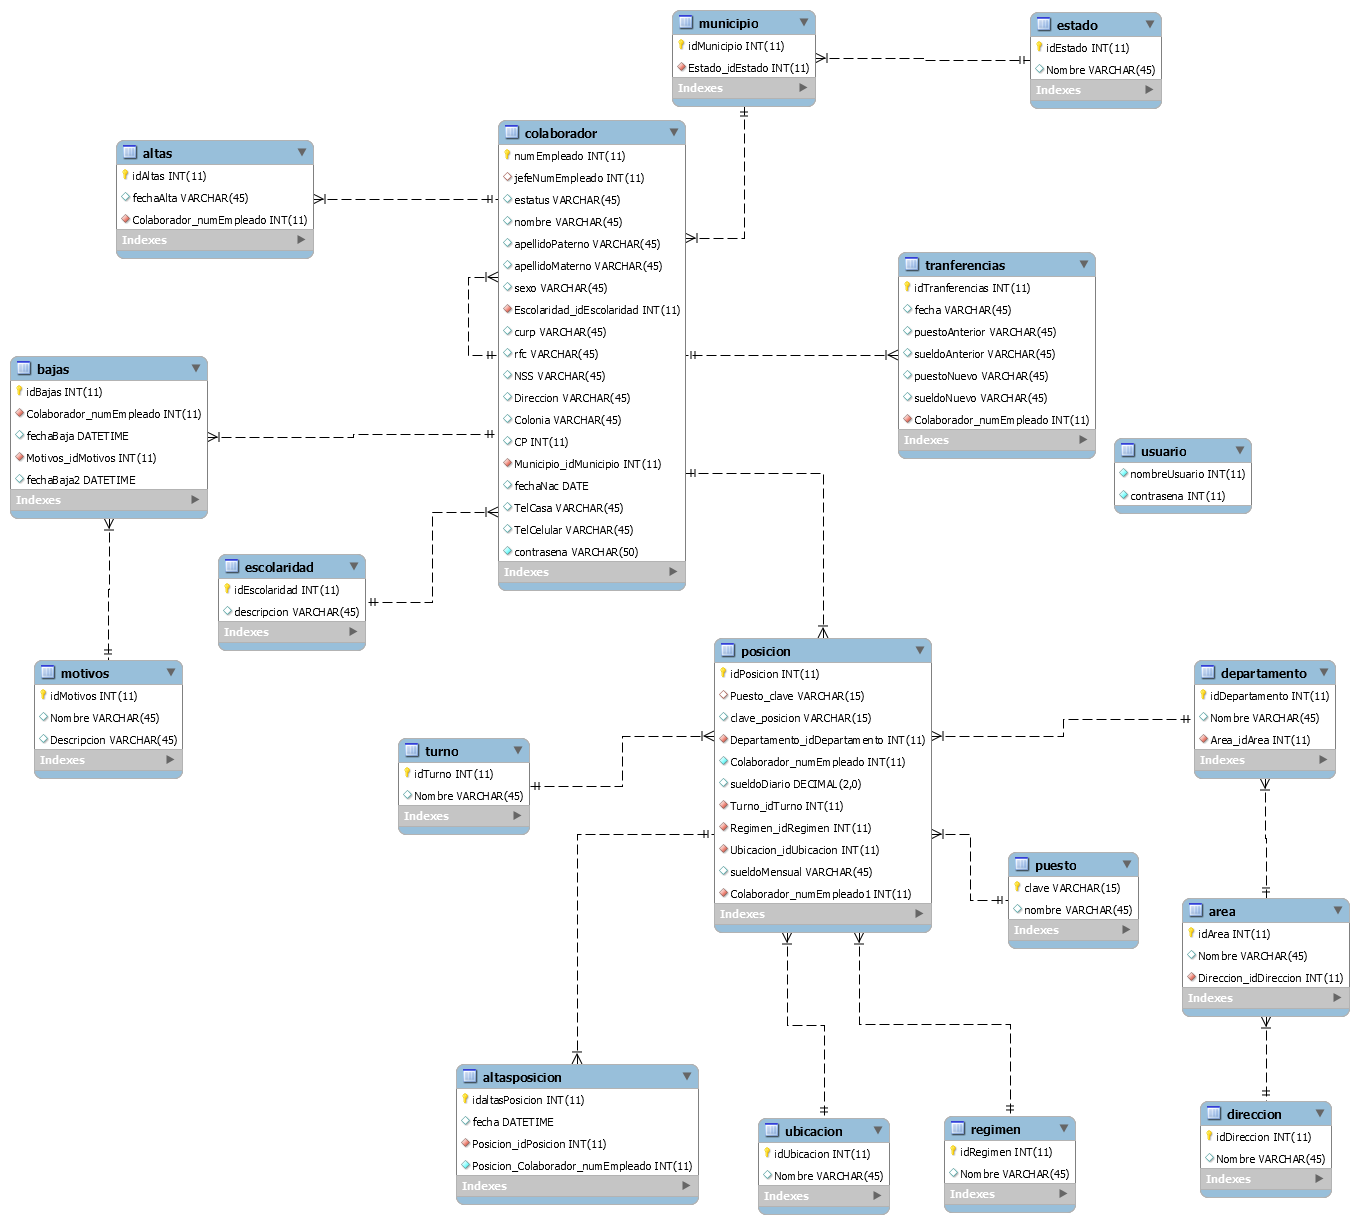 municipio
idMunicipio INT(11)
Estado_idEstado INT(11)
Indexes
estado
idEstado INT(11)
Nombre VARCHAR(45)
Indexes
colaborador
numEmpleado INT(11)
jefeNumEmpleado INT(11)
estatus VARCHAR(45)
nombre VARCHAR(45)
apellidoPaterno VARCHAR(45)
apellidoMaterno VARCHAR(45)
sexo VARCHAR(45)
Escolaridad_idEscolaridad INT(11)
curp VARCHAR(45)
rfc VARCHAR(45)
NSS VARCHAR(45)
Direccion VARCHAR(45)
Colonia VARCHAR(45)
CP INT(11)
Municipio_idMunicipio INT(11)
fechaNac DATE
TelCasa VARCHAR(45)
TelCelular VARCHAR(45)
contrasena VARCHAR(50)
Indexes
altas
idAltas INT(11)
fechaAlta VARCHAR(45)
Colaborador_numEmpleado INT(11)
Indexes
tranferencias
idTranferencias INT(11)
fecha VARCHAR(45)
puestoAnterior VARCHAR(45)
sueldoAnterior VARCHAR(45)
puestoNuevo VARCHAR(45)
sueldoNuevo VARCHAR(45)
Colaborador_numEmpleado INT(11)
Indexes
bajas
idBajas INT(11)
Colaborador_numEmpleado INT(11)
fechaBaja DATETIME
Motivos_idMotivos INT(11)
fechaBaja2 DATETIME
Indexes
usuario
nombreUsuario INT(11)
contrasena INT(11)
Indexes
escolaridad
idEscolaridad INT(11)
descripcion VARCHAR(45)
Indexes
motivos
idMotivos INT(11)
Nombre VARCHAR(45)
Descripcion VARCHAR(45)
Indexes
posicion
idPosicion INT(11)
Puesto_clave VARCHAR(15)
clave_posicion VARCHAR(15)
Departamento_idDepartamento INT(11)
Colaborador_numEmpleado INT(11)
sueldoDiario DECIMAL(2,0)
Turno_idTurno INT(11)
Regimen_idRegimen INT(11)
Ubicacion_idUbicacion INT(11)
sueldoMensual VARCHAR(45)
Colaborador_numEmpleado1 INT(11)
Indexes
departamento
idDepartamento INT(11)
Nombre VARCHAR(45)
Area_idArea INT(11)
Indexes
turno
idTurno INT(11)
Nombre VARCHAR(45)
Indexes
puesto
clave VARCHAR(15)
nombre VARCHAR(45)
Indexes
area
idArea INT(11)
Nombre VARCHAR(45)
Direccion_idDireccion INT(11)
Indexes
altasposicion
idaltasPosicion INT(11)
fecha DATETIME
Posicion_idPosicion INT(11)
Posicion_Colaborador_numEmpleado INT(11)
Indexes
ubicacion
idUbicacion INT(11)
Nombre VARCHAR(45)
Indexes
regimen
idRegimen INT(11)
Nombre VARCHAR(45)
Indexes
direccion
idDireccion INT(11)
Nombre VARCHAR(45)
Indexes